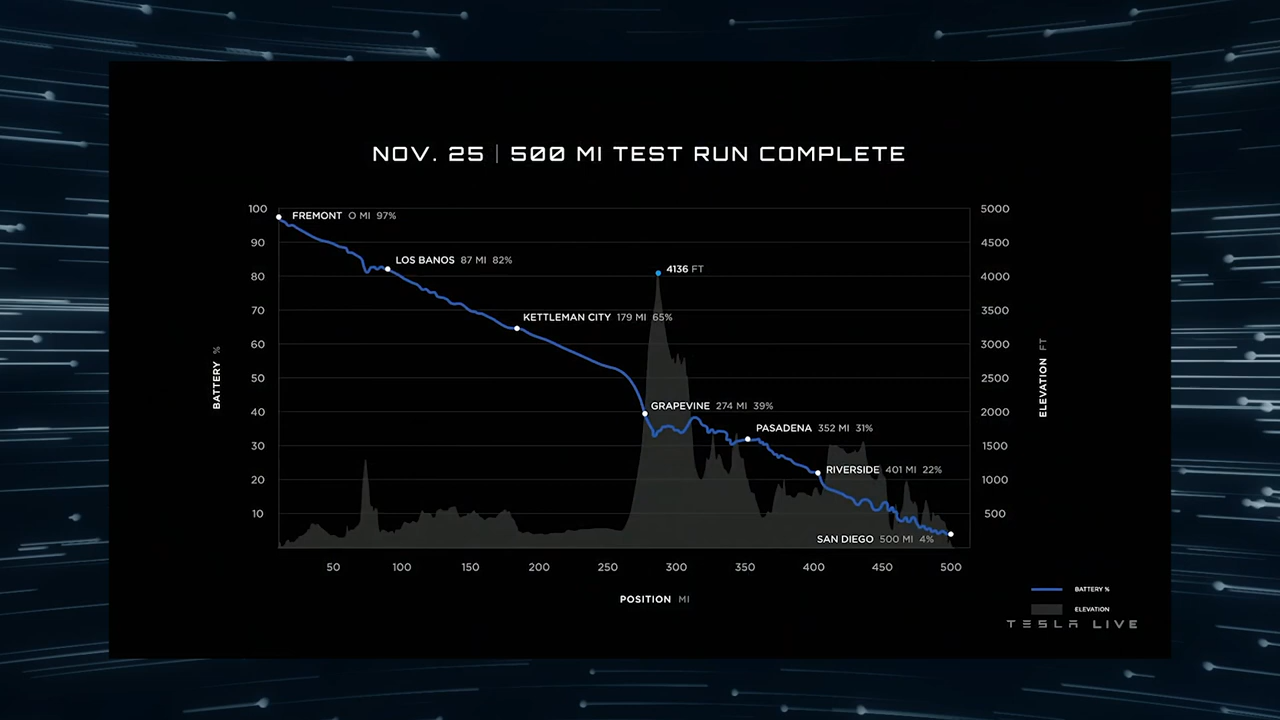 NOV. 25 | 500 MI TEST RUN COMPLETE
100
90
80
70
60
50
40
30
20
10
BATTERY %
5000
4500
4000
3500
3000
2500
2000
1500
1000
500
ELEVATION FT
FREMONT 0 MI 97%
LOS BANOS 87 MI 82%
4136 FT
KETTLEMAN CITY 179 MI 65%
GRAPEVINE 274 MI 39%
PASADENA 352 MI 31%
RIVERSIDE 401 MI 22%
SAN DIEGO 500 MI 4%
50 100 150 200 250 300 350 400 450 500
POSITION MI
BATTERY %
ELEVATION
TESLA LIVE